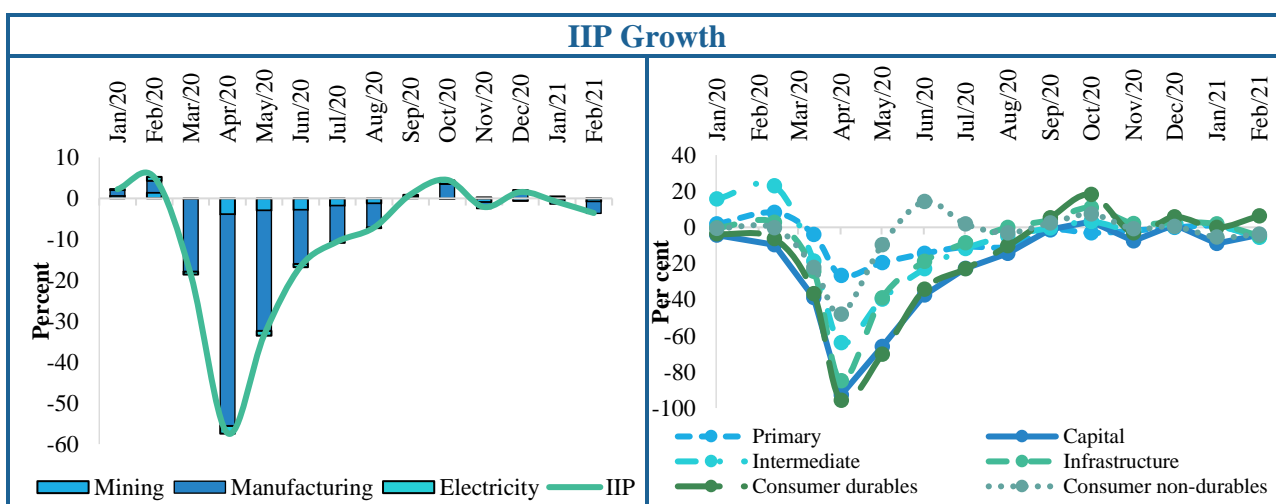 IIP Growth
Jan/20
Feb/20
Mar/20
Apr/20
May/20
Jun/20
Jul/20
Aug/20
Sep/20
Oct/20
Nov/20
Dec/20
Jan/21
Feb/21
10
0
-10
-20
-30
-40
-50
-60
Percent
Mining Manufacturing Electricity IIP
Jan/20
Feb/20
Mar/20
Apr/20
May/20
Jun/20
Jul/20
Aug/20
Sep/20
Oct/20
Nov/20
Dec/20
Jan/21
Feb/21
40
20
0
-20
-40
-60
-80
-100
Per cent
Primary Capital
Intermediate Infrastructure
Consumer durables Consumer non-durables